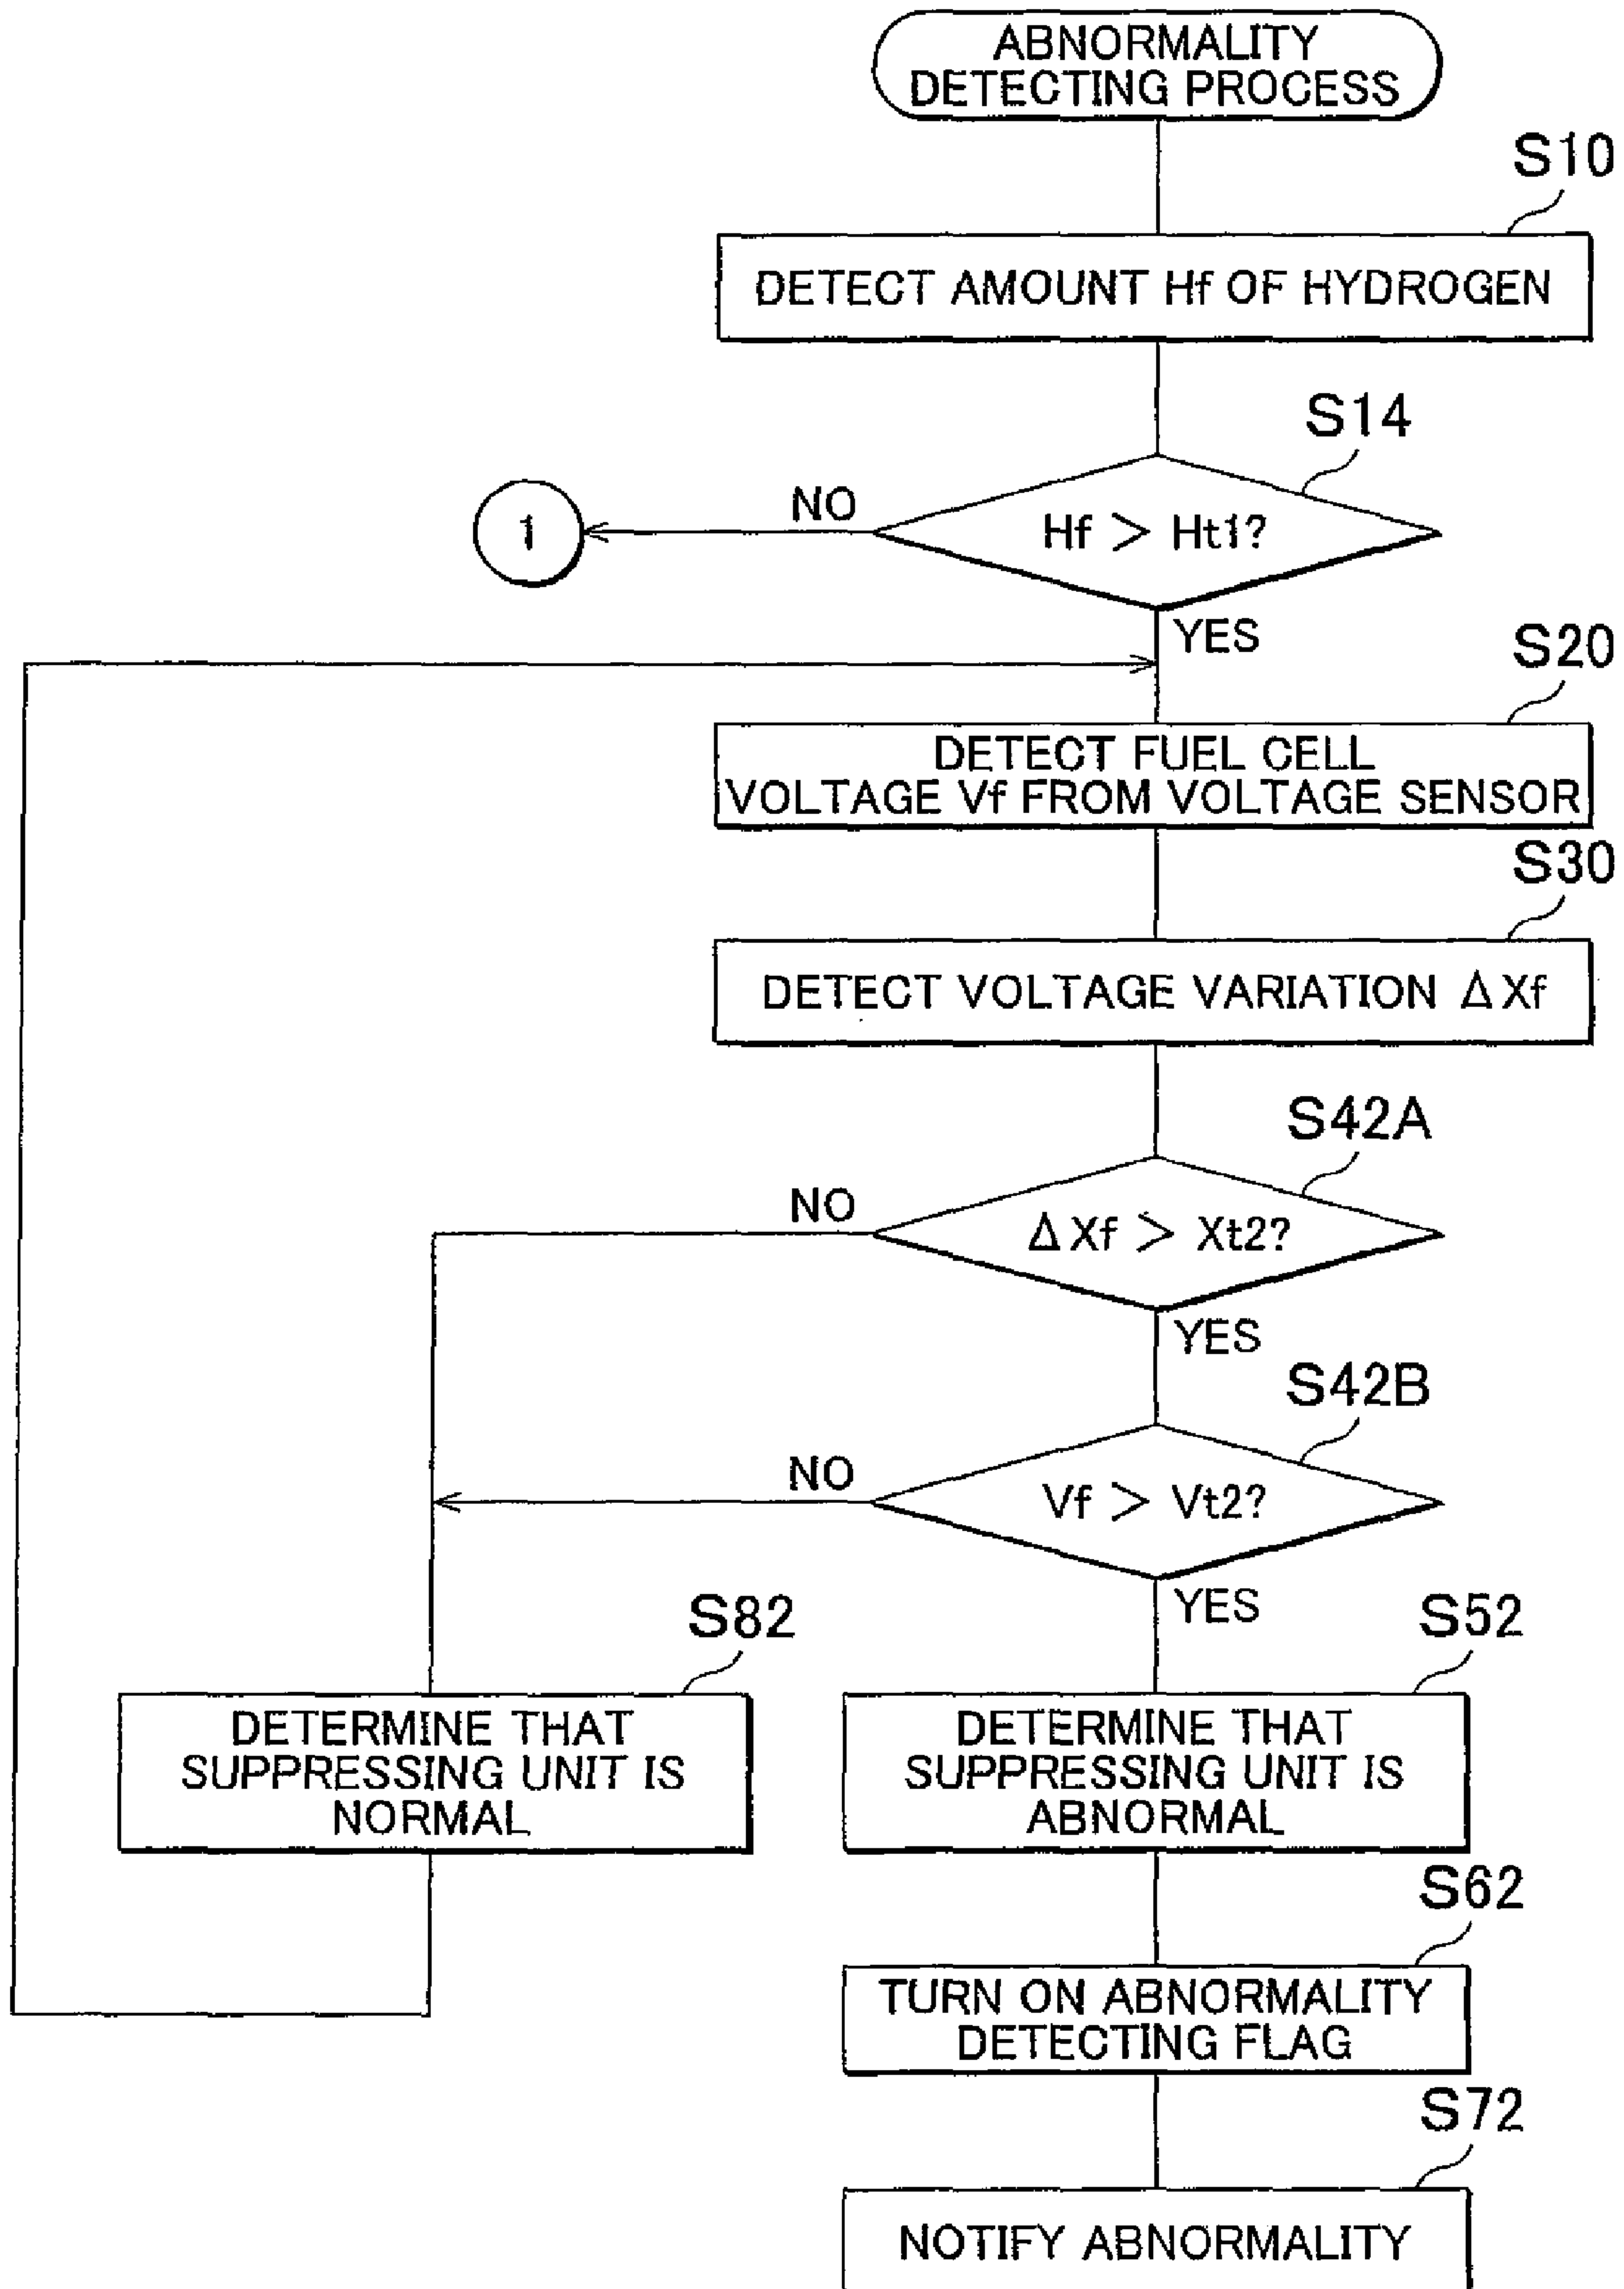 ABNORMALITY
DETECTING PROCESS
S10
DETECT AMOUNT Hf OF HYDROGEN
S14
NO
1
Hf > Ht1?
YES
S20
DETECT FUEL CELL
VOLTAGE Vf FROM VOLTAGE SENSOR
S30
DETECT VOLTAGE VARIATION ΔXf
S42A
NO
ΔXf > Xt2?
YES
S42B
NO
Vf > Vt2?
YES
S82
S52
DETERMINE THAT
SUPPRESSING UNIT IS
NORMAL
DETERMINE THAT
SUPPRESSING UNIT IS
ABNORMAL
S62
TURN ON ABNORMALITY
DETECTING FLAG
S72
NOTIFY ABNORMALITY